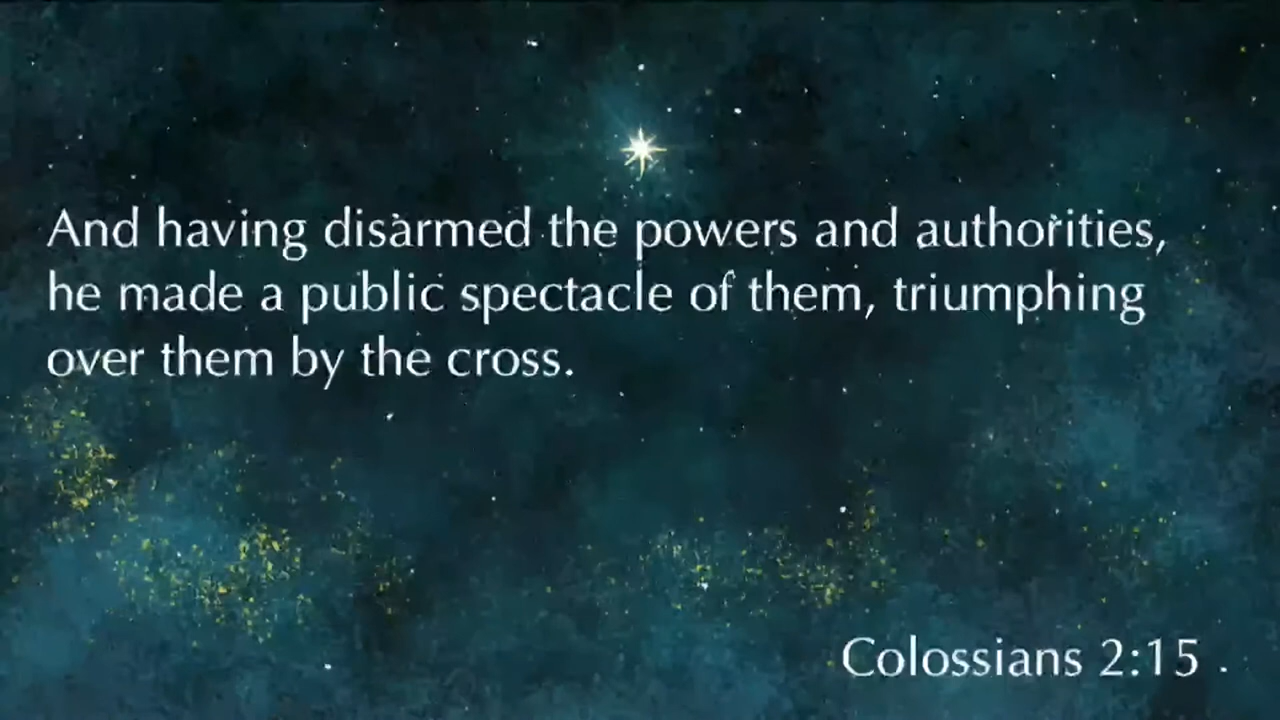 And having disarmed the powers and authorities,
he made a public spectacle of them, triumphing
over them by the cross.
Colossians 2:15